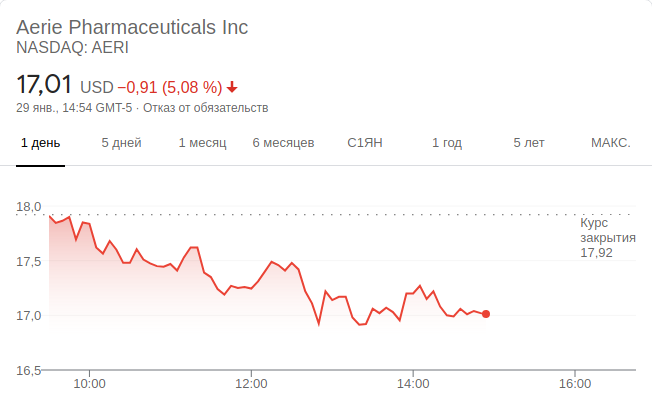 Aerie Pharmaceuticals Inc
NASDAQ: AERI
17,01 USD −0,91 (5,08 %)
29 янв., 14:54 GMT-5 · Отказ от обязательств
1 день 5 дней 1 месяц 6 месяцев С1ЯН 1 год 5 лет МАКС.
18,0
Курс
закрытия
17,92
17,5
17,0
16,5
10:00 12:00 14:00 16:00